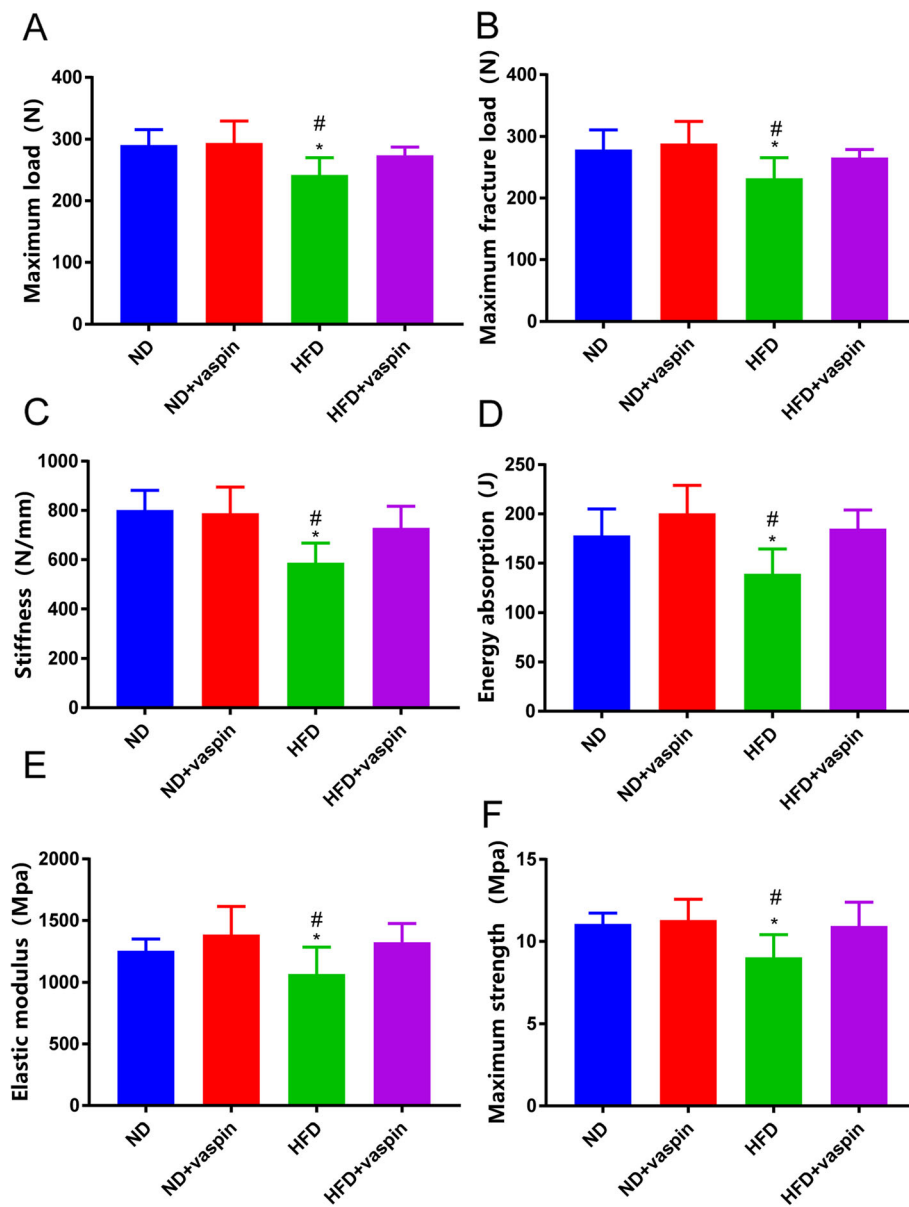 A
Maximum load (N)
400
300
200
100
0
#
*
ND
ND+vaspin
HFD
HFD+vaspin
B
Maximum fracture load (N)
400
300
200
100
0
#
*
ND
ND+vaspin
HFD
HFD+vaspin
C
Stiffness (N/mm)
1000
800
600
400
200
0
#
*
ND
ND+vaspin
HFD
HFD+vaspin
D
Energy absorption (J)
250
200
150
100
50
0
#
*
ND
ND+vaspin
HFD
HFD+vaspin
E
Elastic modulus (Mpa)
2000
1500
1000
500
0
#
*
ND
ND+vaspin
HFD
HFD+vaspin
F
Maximum strength (Mpa)
15
10
5
0
#
*
ND
ND+vaspin
HFD
HFD+vaspin